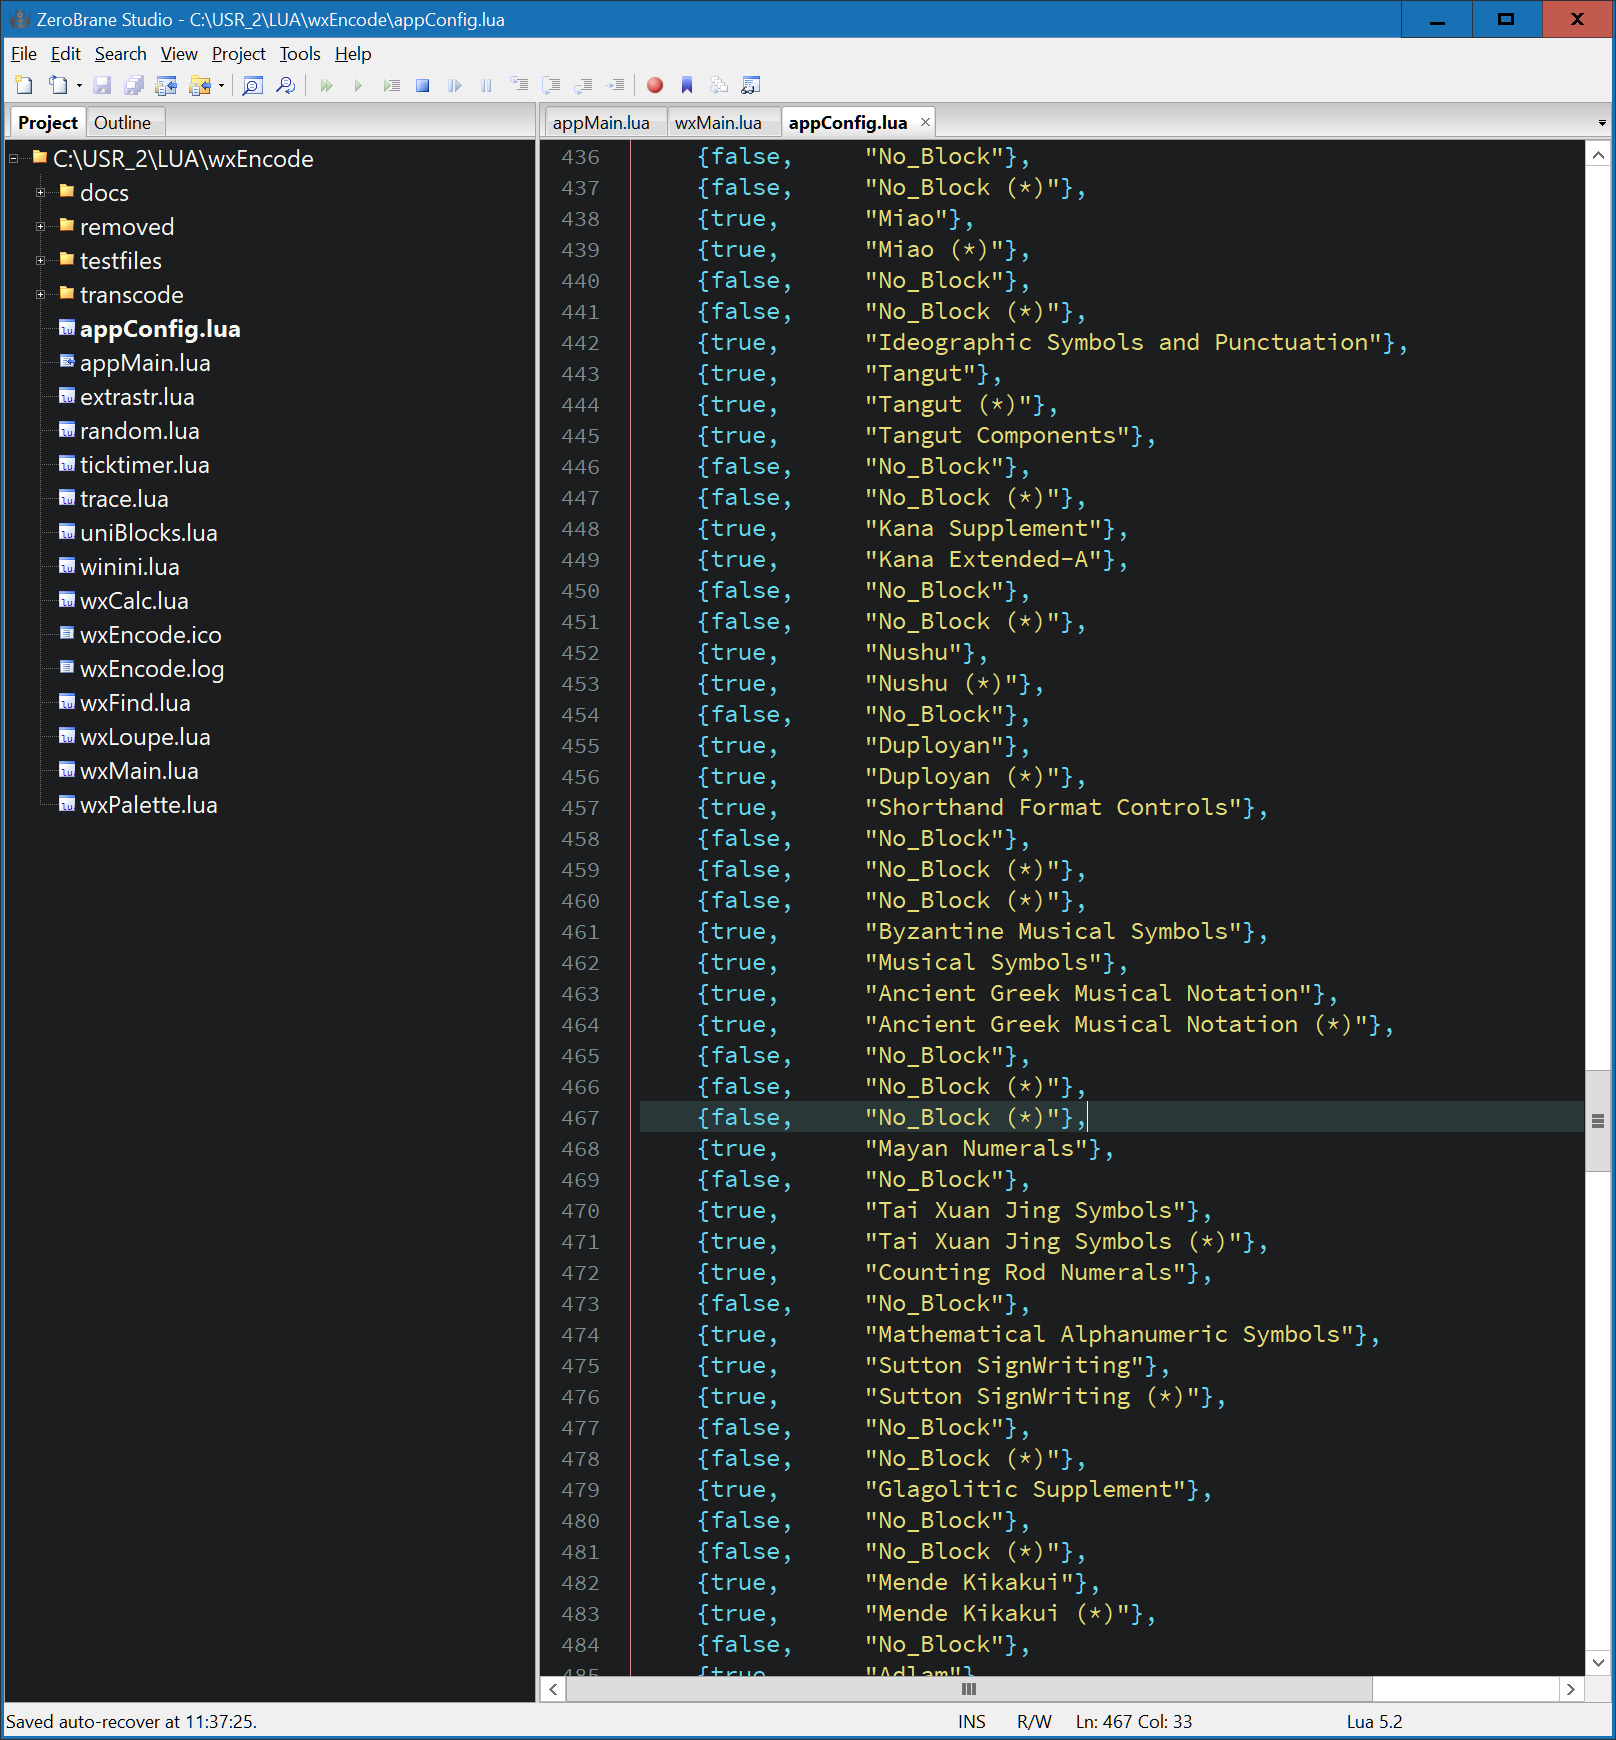 ZeroBrane Studio - C:\USR_2\LUA\wxEncode\appConfig.lua
File Edit Search View Project Tools Help
Project Outline
appMain.lua wxMain.lua appConfig.lua
C:\USR_2\LUA\wxEncode
docs
removed
testfiles
transcode
appConfig.lua
appMain.lua
extrastr.lua
random.lua
ticktimer.lua
trace.lua
uniBlocks.lua
winini.lua
wxCalc.lua
wxEncode.ico
wxEncode.log
wxFind.lua
wxLoupe.lua
wxMain.lua
wxPalette.lua
436 {false, "No_Block"},
437 {false, "No_Block (*)"},
438 {true, "Miao"},
439 {true, "Miao (*)"},
440 {false, "No_Block"},
441 {false, "No_Block (*)"},
442 {true, "Ideographic Symbols and Punctuation"},
443 {true, "Tangut"},
444 {true, "Tangut (*)"},
445 {true, "Tangut Components"},
446 {false, "No_Block"},
447 {false, "No_Block (*)"},
448 {true, "Kana Supplement"},
449 {true, "Kana Extended-A"},
450 {false, "No_Block"},
451 {false, "No_Block (*)"},
452 {true, "Nushu"},
453 {true, "Nushu (*)"},
454 {false, "No_Block"},
455 {true, "Duployan"},
456 {true, "Duployan (*)"},
457 {true, "Shorthand Format Controls"},
458 {false, "No_Block"},
459 {false, "No_Block (*)"},
460 {false, "No_Block (*)"},
461 {true, "Byzantine Musical Symbols"},
462 {true, "Musical Symbols"},
463 {true, "Ancient Greek Musical Notation"},
464 {true, "Ancient Greek Musical Notation (*)"},
465 {false, "No_Block"},
466 {false, "No_Block (*)"},
467 {false, "No_Block (*)"},
468 {true, "Mayan Numerals"},
469 {false, "No_Block"},
470 {true, "Tai Xuan Jing Symbols"},
471 {true, "Tai Xuan Jing Symbols (*)"},
472 {true, "Counting Rod Numerals"},
473 {false, "No_Block"},
474 {true, "Mathematical Alphanumeric Symbols"},
475 {true, "Sutton SignWriting"},
476 {true, "Sutton SignWriting (*)"},
477 {false, "No_Block"},
478 {false, "No_Block (*)"},
479 {true, "Glagolitic Supplement"},
480 {false, "No_Block"},
481 {false, "No_Block (*)"},
482 {true, "Mende Kikakui"},
483 {true, "Mende Kikakui (*)"},
484 {false, "No_Block"},
485 {true, "Adlam"},
Saved auto-recover at 11:37:25. INS R/W Ln: 467 Col: 33 Lua 5.2